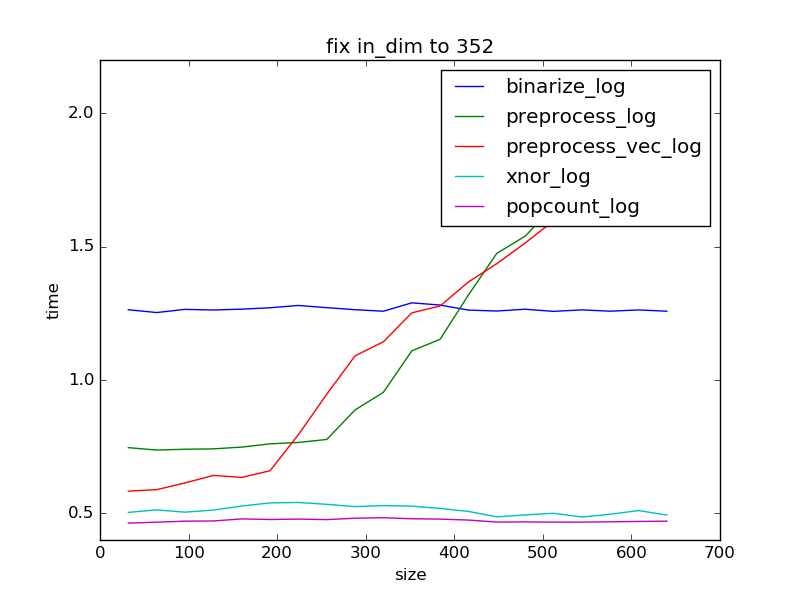 fix in_dim to 352
binarize_log
preprocess_log
preprocess_vec_log
xnor_log
popcount_log
2.0
1.5
1.0
0.5
time
0 100 200 300 400 500 600 700
size